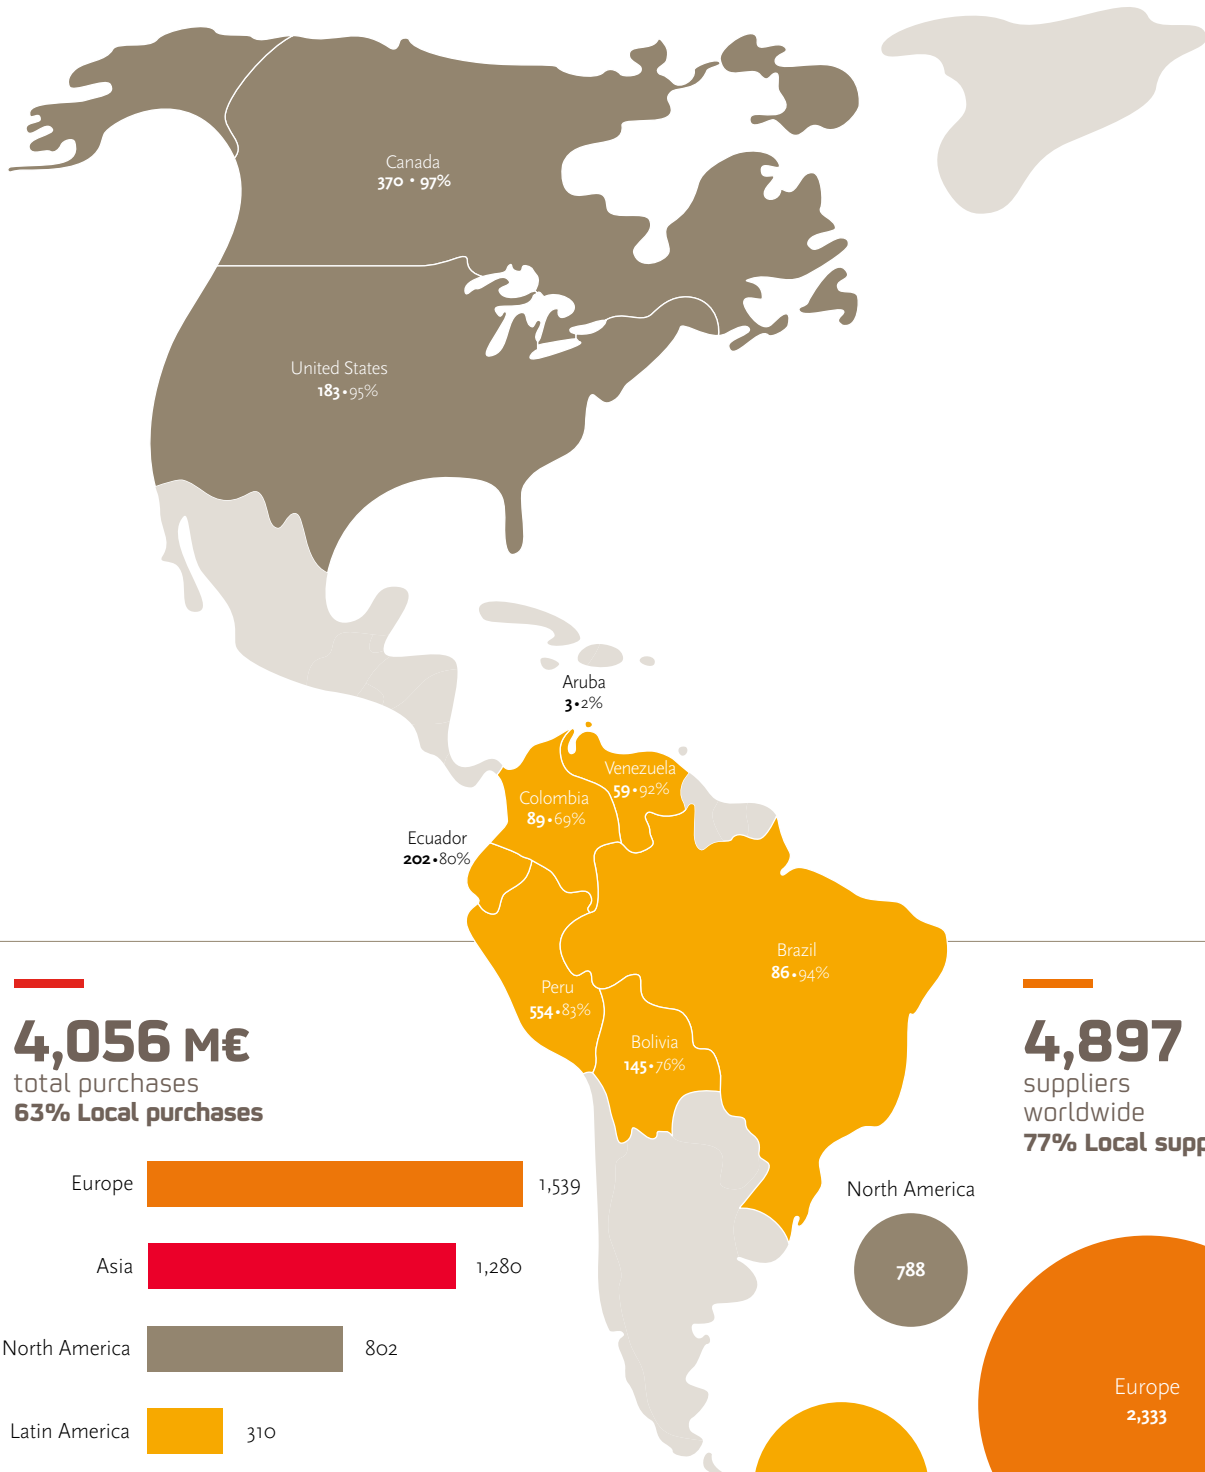 Canada
370 • 97%
United States
183•95%
Aruba
3•2%
Venezuela
59•92%
Colombia
89•69%
Ecuador
202•80%
Brazil
86•94%
Peru
554•83%
Bolivia
145•76%
4,056 M€
total purchases
63% Local purchases
Europe 1,539
Asia 1,280
North America 802
Latin America 310
4,897
suppliers
worldwide
77% Local
North America
788
Europe
2,333